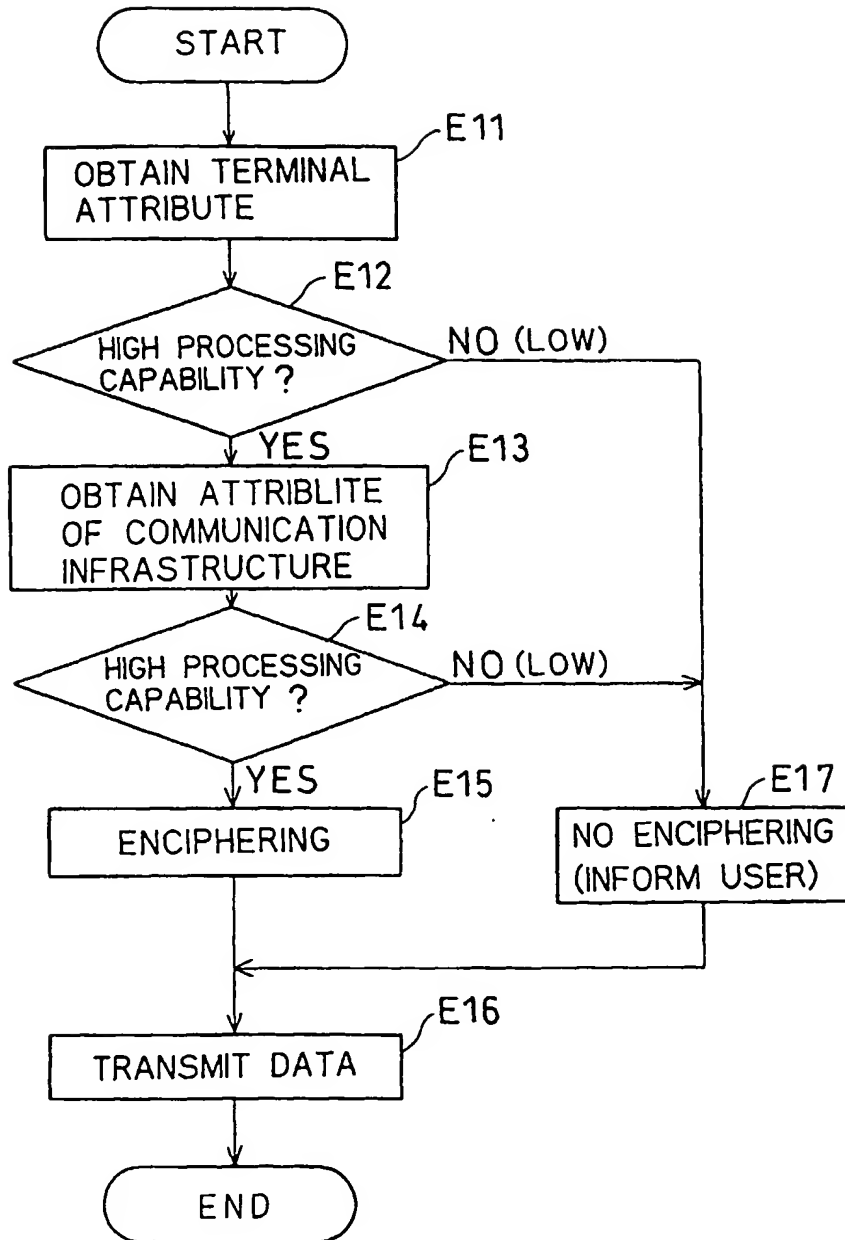 START
E11
OBTAIN TERMINAL
ATTRIBUTE
E12
HIGH PROCESSING
CAPABILITY ?
NO (LOW)
YES
E13
OBTAIN ATTRIBLITE
OF COMMUNICATION
INFRASTRUCTURE
E14
HIGH PROCESSING
CAPABILITY ?
NO (LOW)
YES
E15
ENCIPHERING
E17
NO ENCIPHERING
(INFORM USER)
E16
TRANSMIT DATA
END